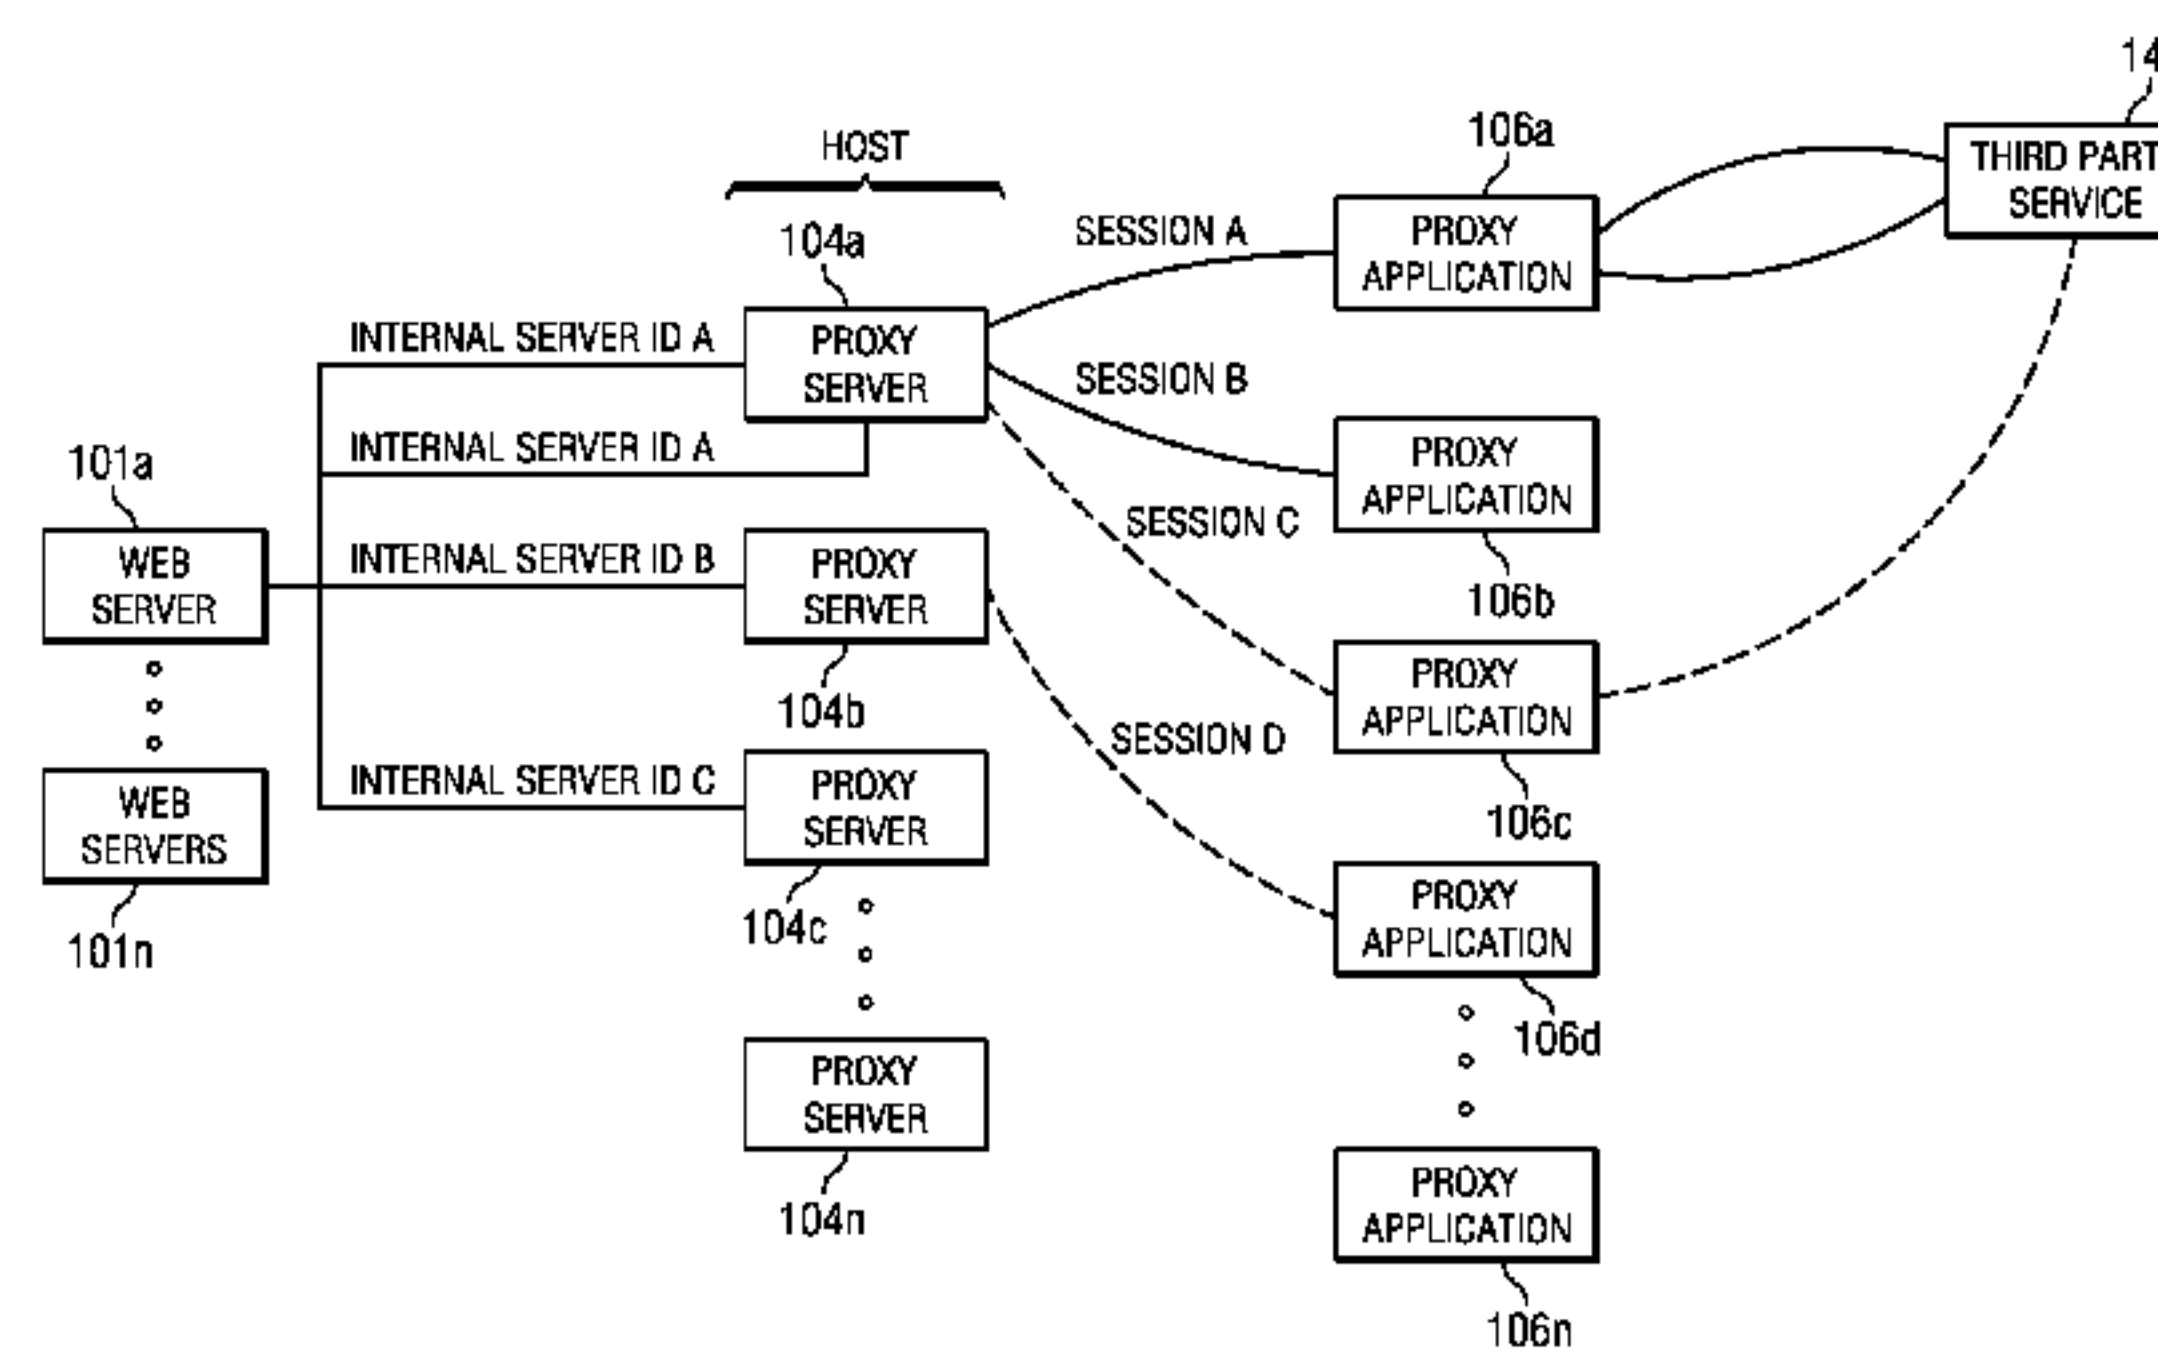 14
HOST
106a
THIRD PART
SERVICE
104a
SESSION A
PROXY
APPLICATION
INTERNAL SERVER ID A
PROXY
SERVER
SESSION B
INTERNAL SERVER ID A
101a
PROXY
APPLICATION
SESSION C
WEB
SERVER
INTERNAL SERVER ID B
PROXY
SERVER
106b
104b
PROXY
APPLICATION
SESSION D
INTERNAL SERVER ID C
PROXY
SERVER
WEB
SERVERS
106c
104c
101n
PROXY
APPLICATION
106d
PROXY
SERVER
104n
PROXY
APPLICATION
106n